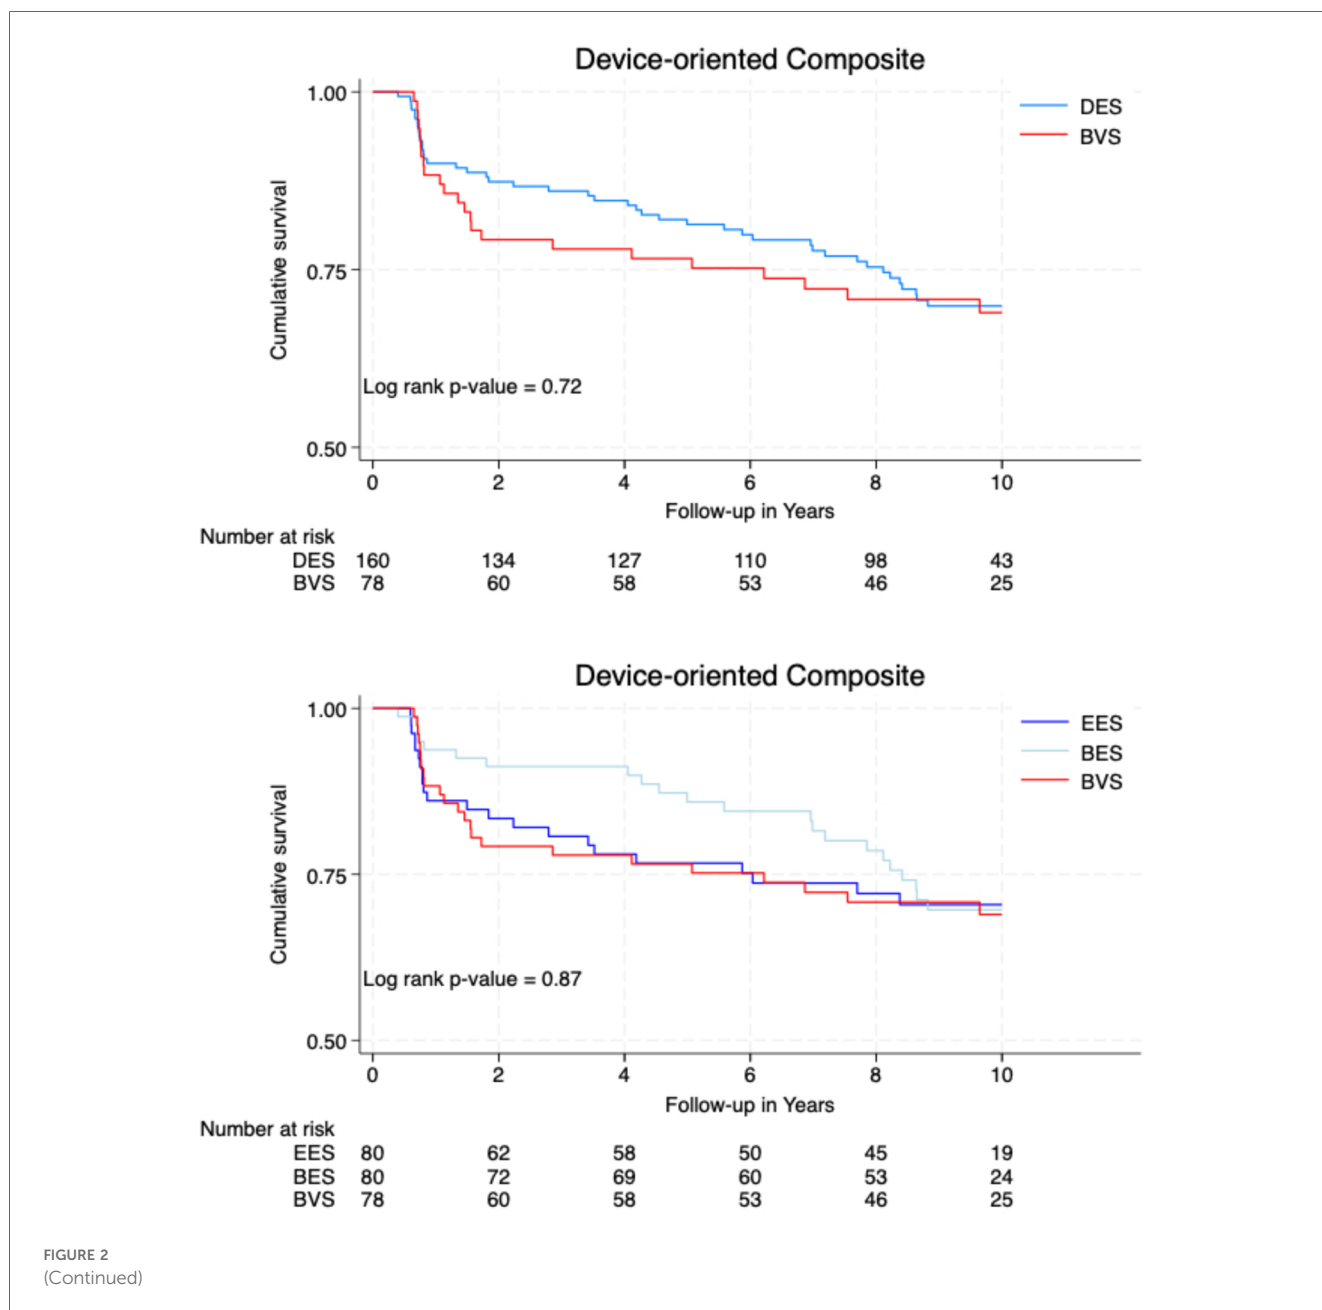 Device-oriented Composite
1.00
0.75
0.50
Cumulative survival
DES
BVS
Log rank p-value = 0.72
0 2 4 6 8 10
Follow-up in Years
Number at risk
DES 160 134 127 110 98 43
BVS 78 60 58 53 46 25
Device-oriented Composite
1.00
0.75
0.50
Cumulative survival
EES
BES
BVS
Log rank p-value = 0.87
0 2 4 6 8 10
Follow-up in Years
Number at risk
EES 80 62 58 50 45 19
BES 80 72 69 60 53 24
BVS 78 60 58 53 46 25
FIGURE 2
(Continued)